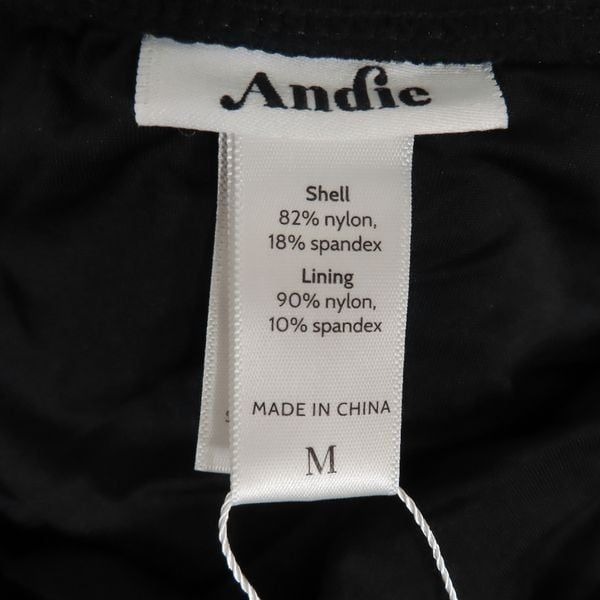 Andie
Shell
82% nylon,
18% spandex
Lining
90% nylon,
10% spandex
MADE IN CHINA
M